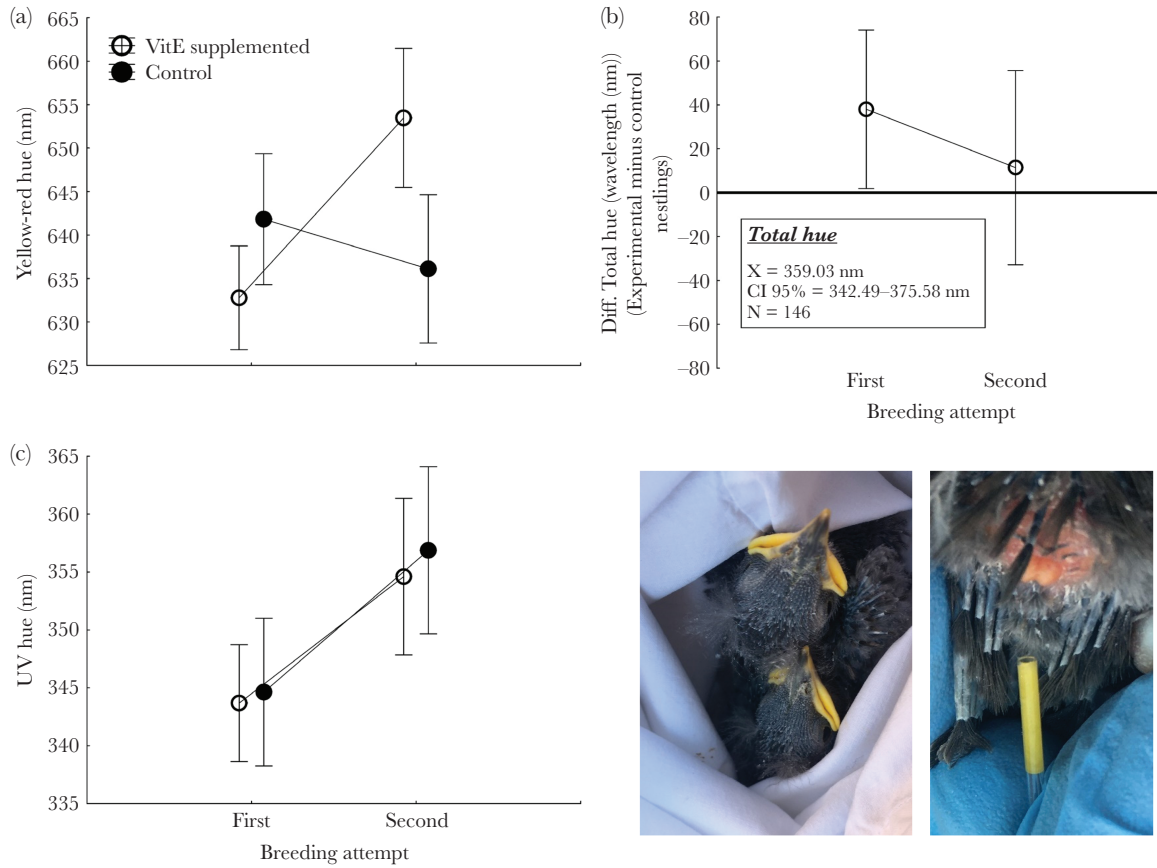 (a)
665
660
655
650
645
640
635
630
625
Yellow-red hue (nm)
VitE supplemented
Control
(b)
80
60
40
20
0
–20
–40
–60
–80
Diff. Total hue (wavelength (nm))
(Experimental minus control
nestlings)
Total hue
X = 359.03 nm
CI 95% = 342.49–375.58 nm
N = 146
First
Second
Breeding attempt
(c)
365
360
355
350
345
340
335
UV hue (nm)
First
Second
Breeding attempt